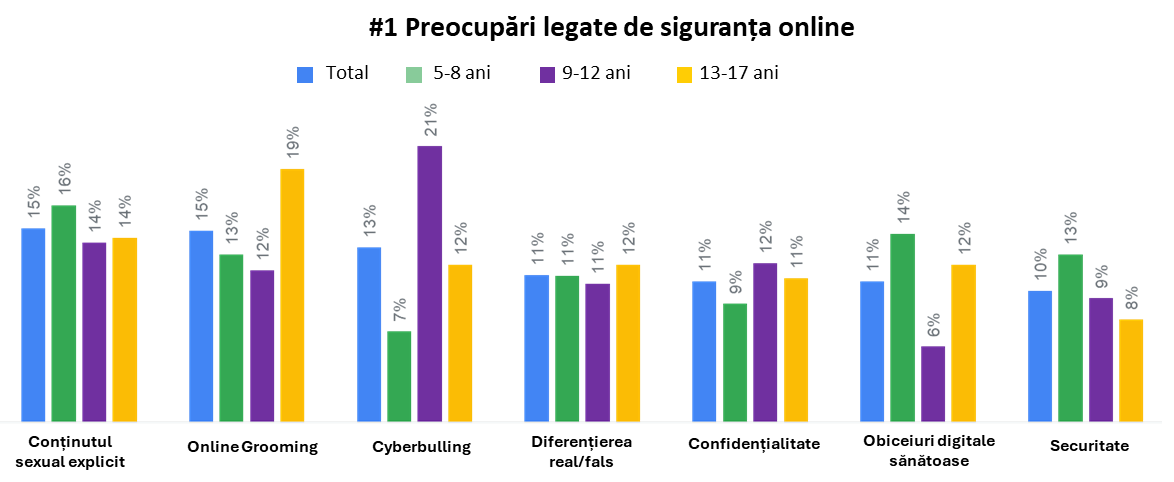 #1 Preocupări legate de siguranța online
Total 5-8 ani 9-12 ani 13-17 ani
15% 16% 14% 14%
15% 13% 12% 19%
13% 7% 21% 12%
11% 11% 11% 12%
11% 9% 12% 11%
11% 14% 6% 12%
10% 13% 9% 8%
Conținutul
sexual explicit
Online Grooming
Cyberbulling
Diferențierea
real/fals
Confidențialitate
Obiceiuri digitale
sănătoase
Securitate